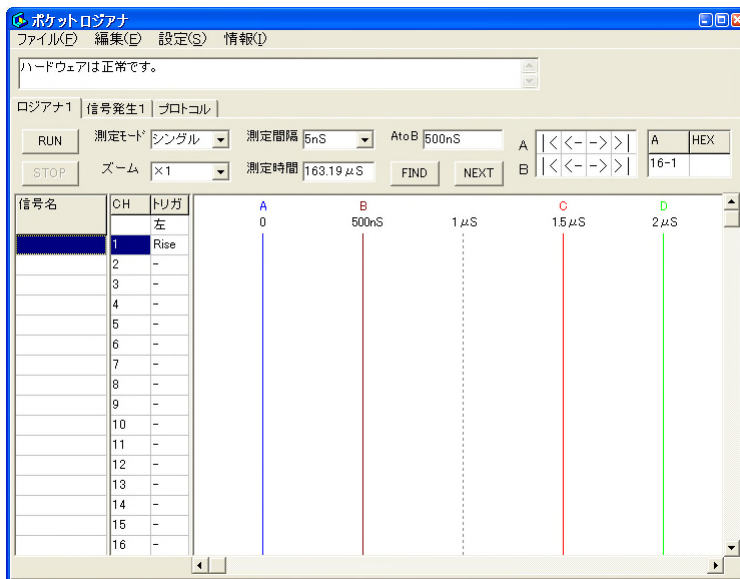 ポケットロジアナ
ファイル(F) 編集(E) 設定(S) 情報(I)
ハードウェアは正常です。
ロジアナ1 信号発生1 プロトコル
RUN 測定モード シングル 測定間隔 5nS AtoB 500nS A |< <- -> >| A HEX
STOP ズーム ×1 測定時間 163.19μS FIND NEXT B |< <- -> >| 16-1
信号名 CH トリガ A B C D
左 0 500nS 1μS 1.5μS 2μS
1 Rise
2 -
3 -
4 -
5 -
6 -
7 -
8 -
9 -
10 -
11 -
12 -
13 -
14 -
15 -
16 -